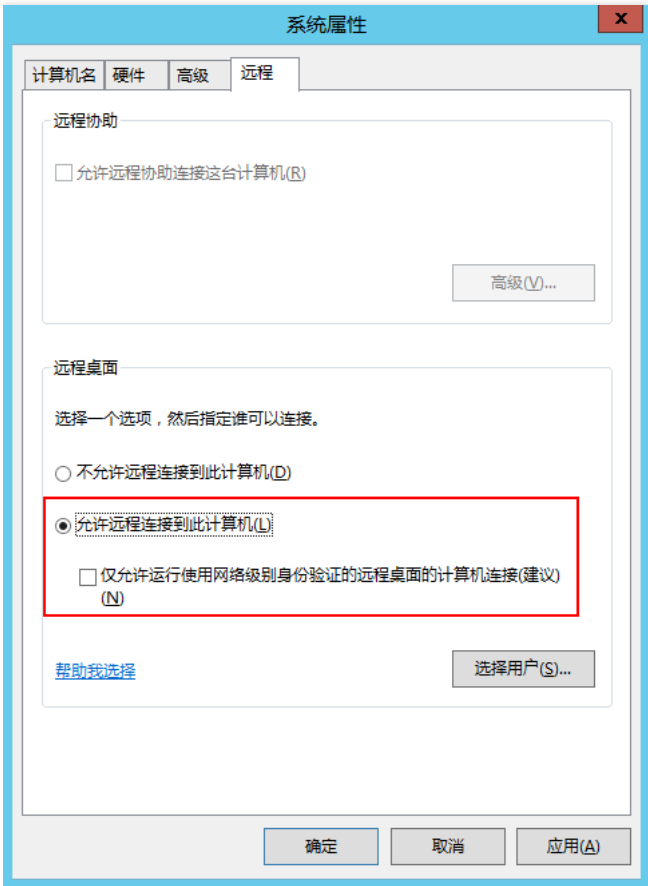 系统属性
x
计算机名
硬件
高级
远程
远程协助
允许远程协助连接这台计算机(R)
高级(V)...
远程桌面
选择一个选项，然后指定谁可以连接。
不允许远程连接到此计算机(D)
允许远程连接到此计算机(L)
仅允许运行使用网络级别身份验证的远程桌面的计算机连接(建议)
(N)
帮助我选择
选择用户(S)...
确定
取消
应用(A)